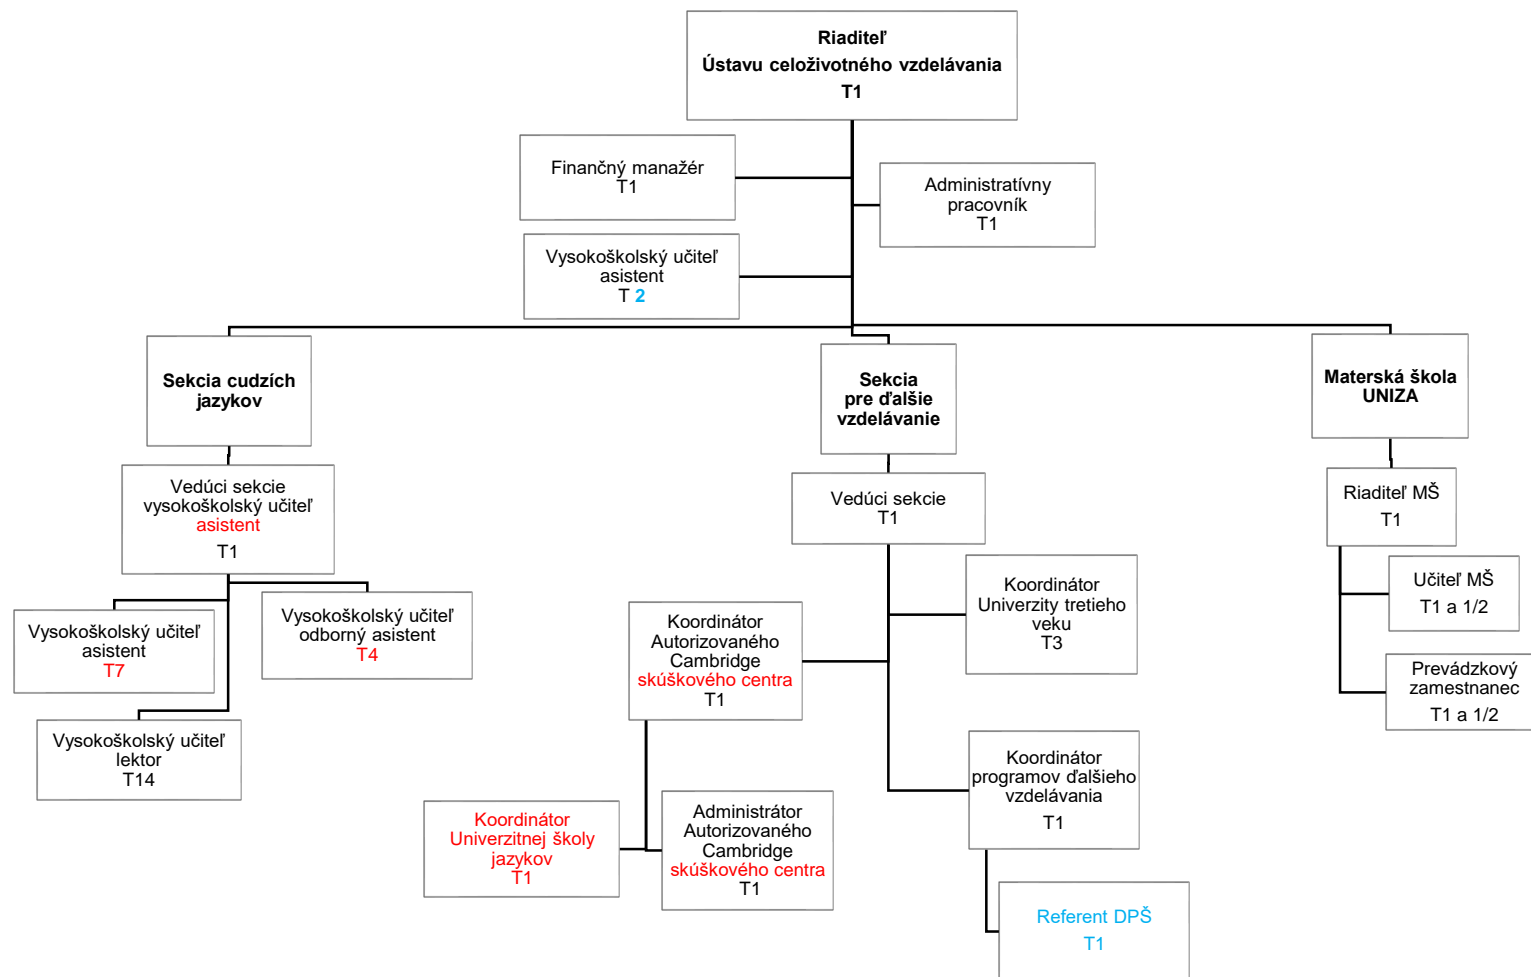 Riaditeľ
Ústavu celoživotného vzdelávania
T1
Finančný manažér
T1
Administratívny
pracovník
T1
Vysokoškolský učiteľ
asistent
T 2
Sekcia cudzích
jazykov
Sekcia
pre ďalšie
vzdelávanie
Materská škola
UNIZA
Vedúci sekcie
vysokoškolský učiteľ
asistent
T1
Vedúci sekcie
T1
Riaditeľ MŠ
T1
Vysokoškolský učiteľ
asistent
T7
Vysokoškolský učiteľ
odborný asistent
T4
Vysokoškolský učiteľ
lektor
T14
Koordinátor
Autorizovaného
Cambridge
skúškového centra
T1
Koordinátor
Univerzity tretieho
veku
T3
Učiteľ MŠ
T1 a 1/2
Prevádzkový
zamestnanec
T1 a 1/2
Koordinátor
programov ďalšieho
vzdelávania
T1
Koordinátor
Univerzitnej školy
jazykov
T1
Administrátor
Autorizovaného
Cambridge
skúškového centra
T1
Referent DPŠ
T1